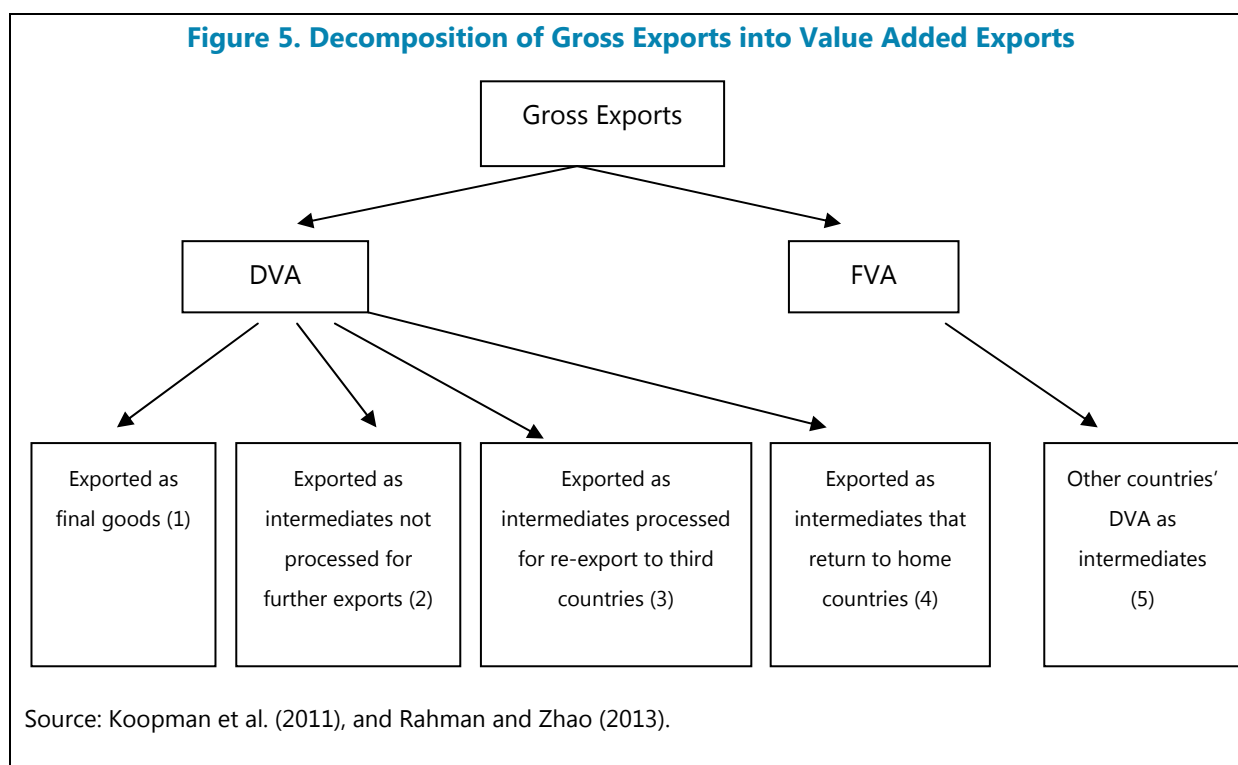 Figure 5. Decomposition of Gross Exports into Value Added Exports
Gross Exports
DVA
FVA
Exported as
final goods (1)
Exported as
intermediates not
processed for
further exports (2)
Exported as
intermediates processed
for re-export to third
countries (3)
Exported as
intermediates that
return to home
countries (4)
Other countries’
DVA as
intermediates
(5)
Source: Koopman et al. (2011), and Rahman and Zhao (2013).